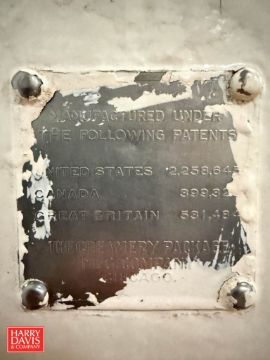 MANUFACTURED UNDER
THE FOLLOWING PATENTS
UNITED STATES 2,258,645
CANADA 399,32
GREAT BRITAIN 531,494
THE CREAMERY PACKAGE
MFG. COMPANY
CHICAGO.
HARRY
DAVIS
& COMPANY